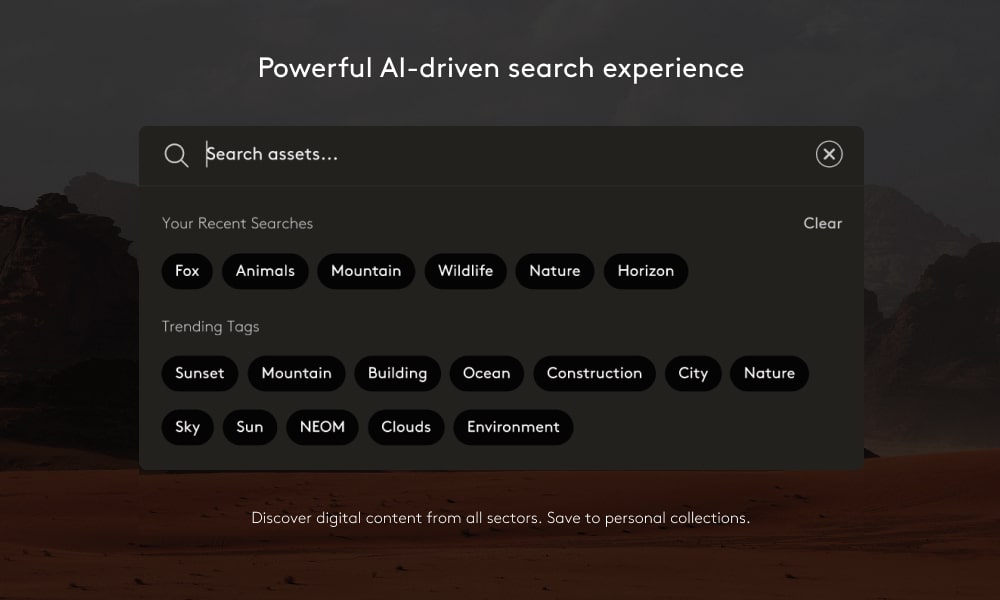 Powerful AI-driven search experience
Search assets...
Your Recent Searches Clear
Fox Animals Mountain Wildlife Nature Horizon
Trending Tags
Sunset Mountain Building Ocean Construction City Nature
Sky Sun NEOM Clouds Environment
Discover digital content from all sectors. Save to personal collections.